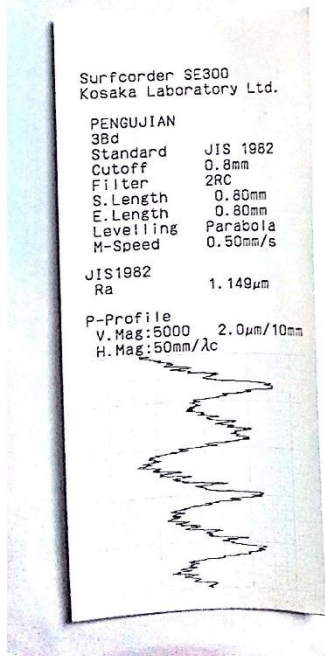 Surfcorder SE300
Kosaka Laboratory Ltd.
PENGUJIAN
3Bd
Standard JIS 1982
Cutoff 0.8mm
Filter 2RC
S.Length 0.80mm
E.Length 0.80mm
Levelling Parabola
M-Speed 0.50mm/s
JIS1982
Ra 1.149μm
P-Profile
V.Mag:5000 2.0μm/10mm
H.Mag:50mm/λc